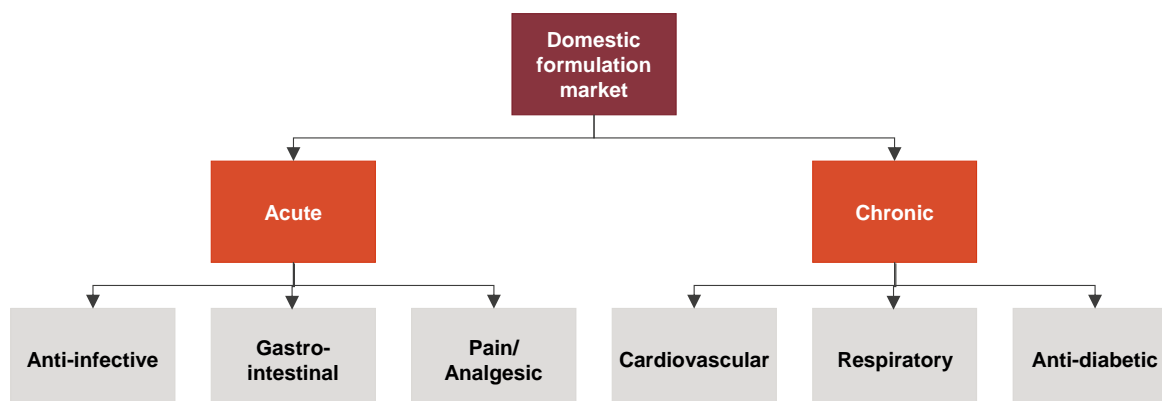 Domestic
formulation
market
Acute
Chronic
Anti-infective
Gastro-
intestinal
Pain/
Analgesic
Cardiovascular
Respiratory
Anti-diabetic